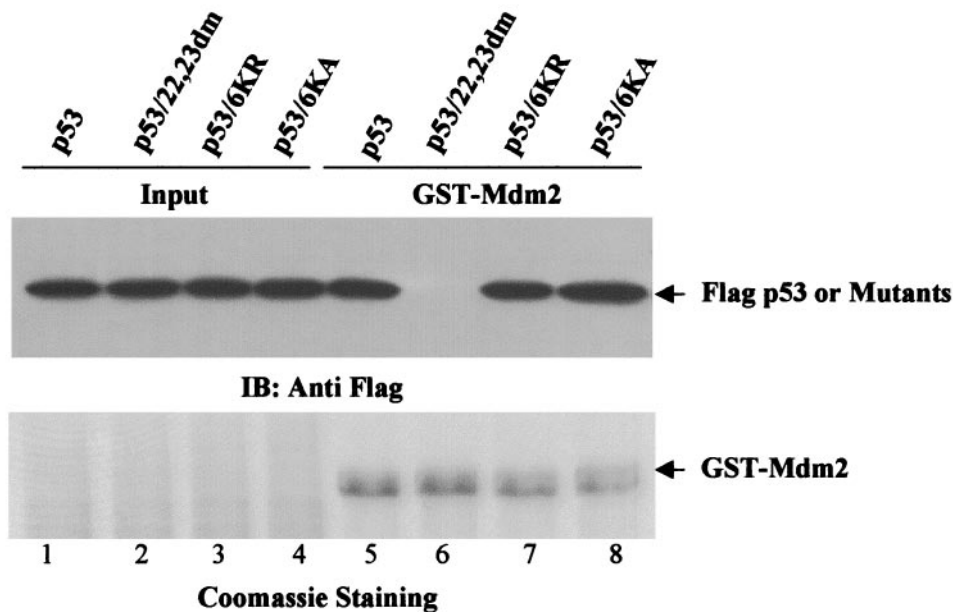 p53 p53/22,23dm p53/6KR p53/6KA p53 p53/22,23dm p53/6KR p53/6KA
Input GST-Mdm2
Flag p53 or Mutants
IB: Anti Flag
GST-Mdm2
1 2 3 4 5 6 7 8
Coomassie Staining